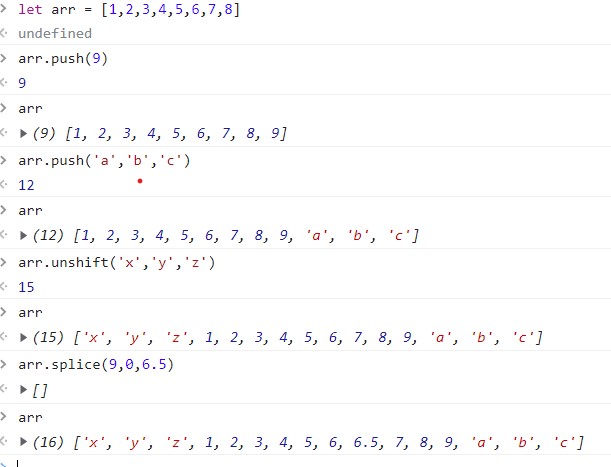 let arr = [1,2,3,4,5,6,7,8]
undefined
arr.push(9)
9
arr
(9) [1, 2, 3, 4, 5, 6, 7, 8, 9]
arr.push('a','b','c')
12
arr
(12) [1, 2, 3, 4, 5, 6, 7, 8, 9, 'a', 'b', 'c']
arr.unshift('x','y','z')
15
arr
(15) ['x', 'y', 'z', 1, 2, 3, 4, 5, 6, 7, 8, 9, 'a', 'b', 'c']
arr.splice(9,0,6.5)
[]
arr
(16) ['x', 'y', 'z', 1, 2, 3, 4, 5, 6, 6.5, 7, 8, 9, 'a', 'b', 'c']